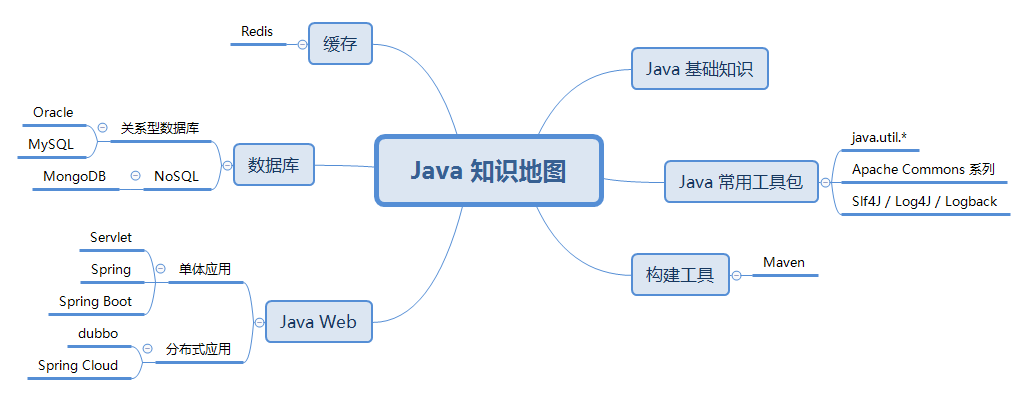 Java 知识地图
Java 基础知识
Java 常用工具包
java.util.*
Apache Commons 系列
Slf4J / Log4J / Logback
构建工具
Maven
缓存
Redis
数据库
关系型数据库
Oracle
MySQL
NoSQL
MongoDB
Java Web
单体应用
Servlet
Spring
Spring Boot
分布式应用
dubbo
Spring Cloud